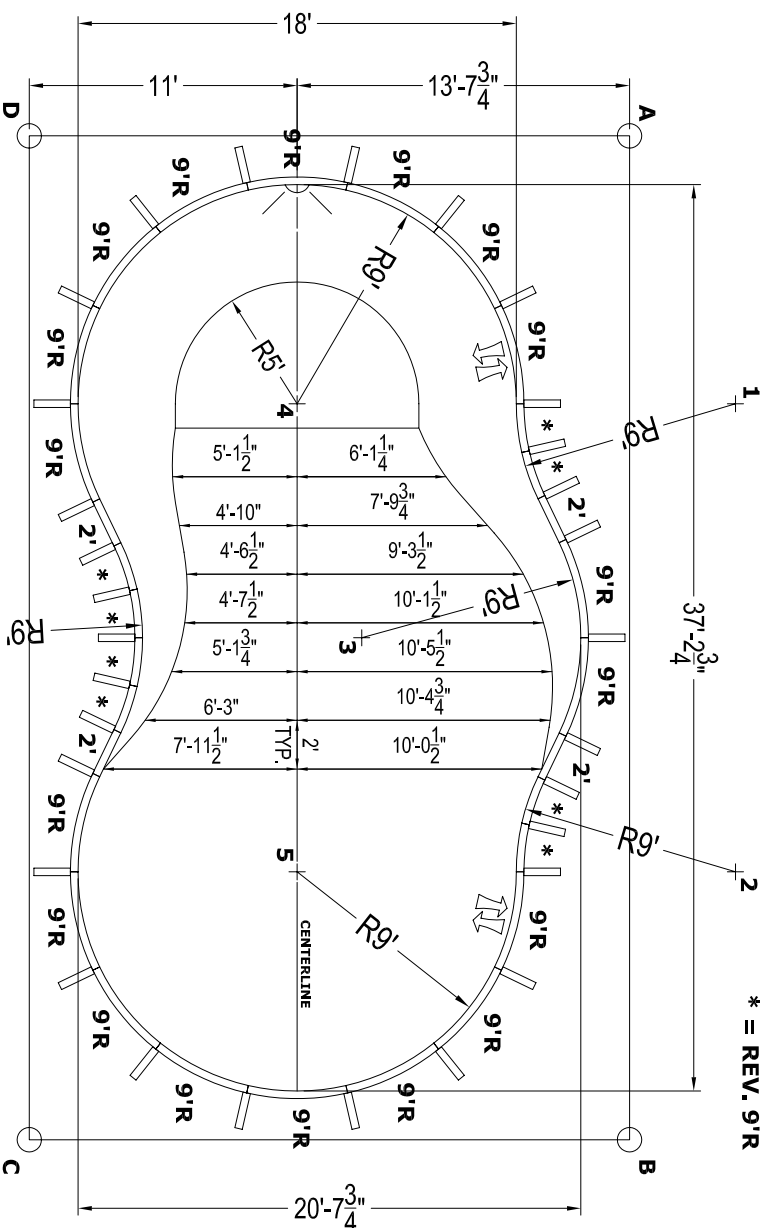 18'
11'
13'-7 3/4"
D
A
9'R
9'R
9'R
9'R
9'R
9'R
9'R
9'R
R9'
R5'
4
1
R9'
*
*
2'
9'R
9'R
2'
*
*
9'R
2'
*
*
*
*
2'
9'R
R9'
5'-1 1/2"
6'-1 1/4"
4'-10"
7'-9 3/4"
4'-6 1/2"
9'-3 1/2"
4'-7 1/2"
10'-1 1/2"
5'-1 3/4"
10'-5 1/2"
6'-3"
10'-4 3/4"
7'-11 1/2"
10'-0 1/2"
2'
TYP.
3
R9'
37'-2 3/4"
R9'
2
5
R9'
CENTERLINE
9'R
9'R
9'R
9'R
9'R
9'R
9'R
9'R
* = REV. 9'R
C
B
20'-7 3/4"